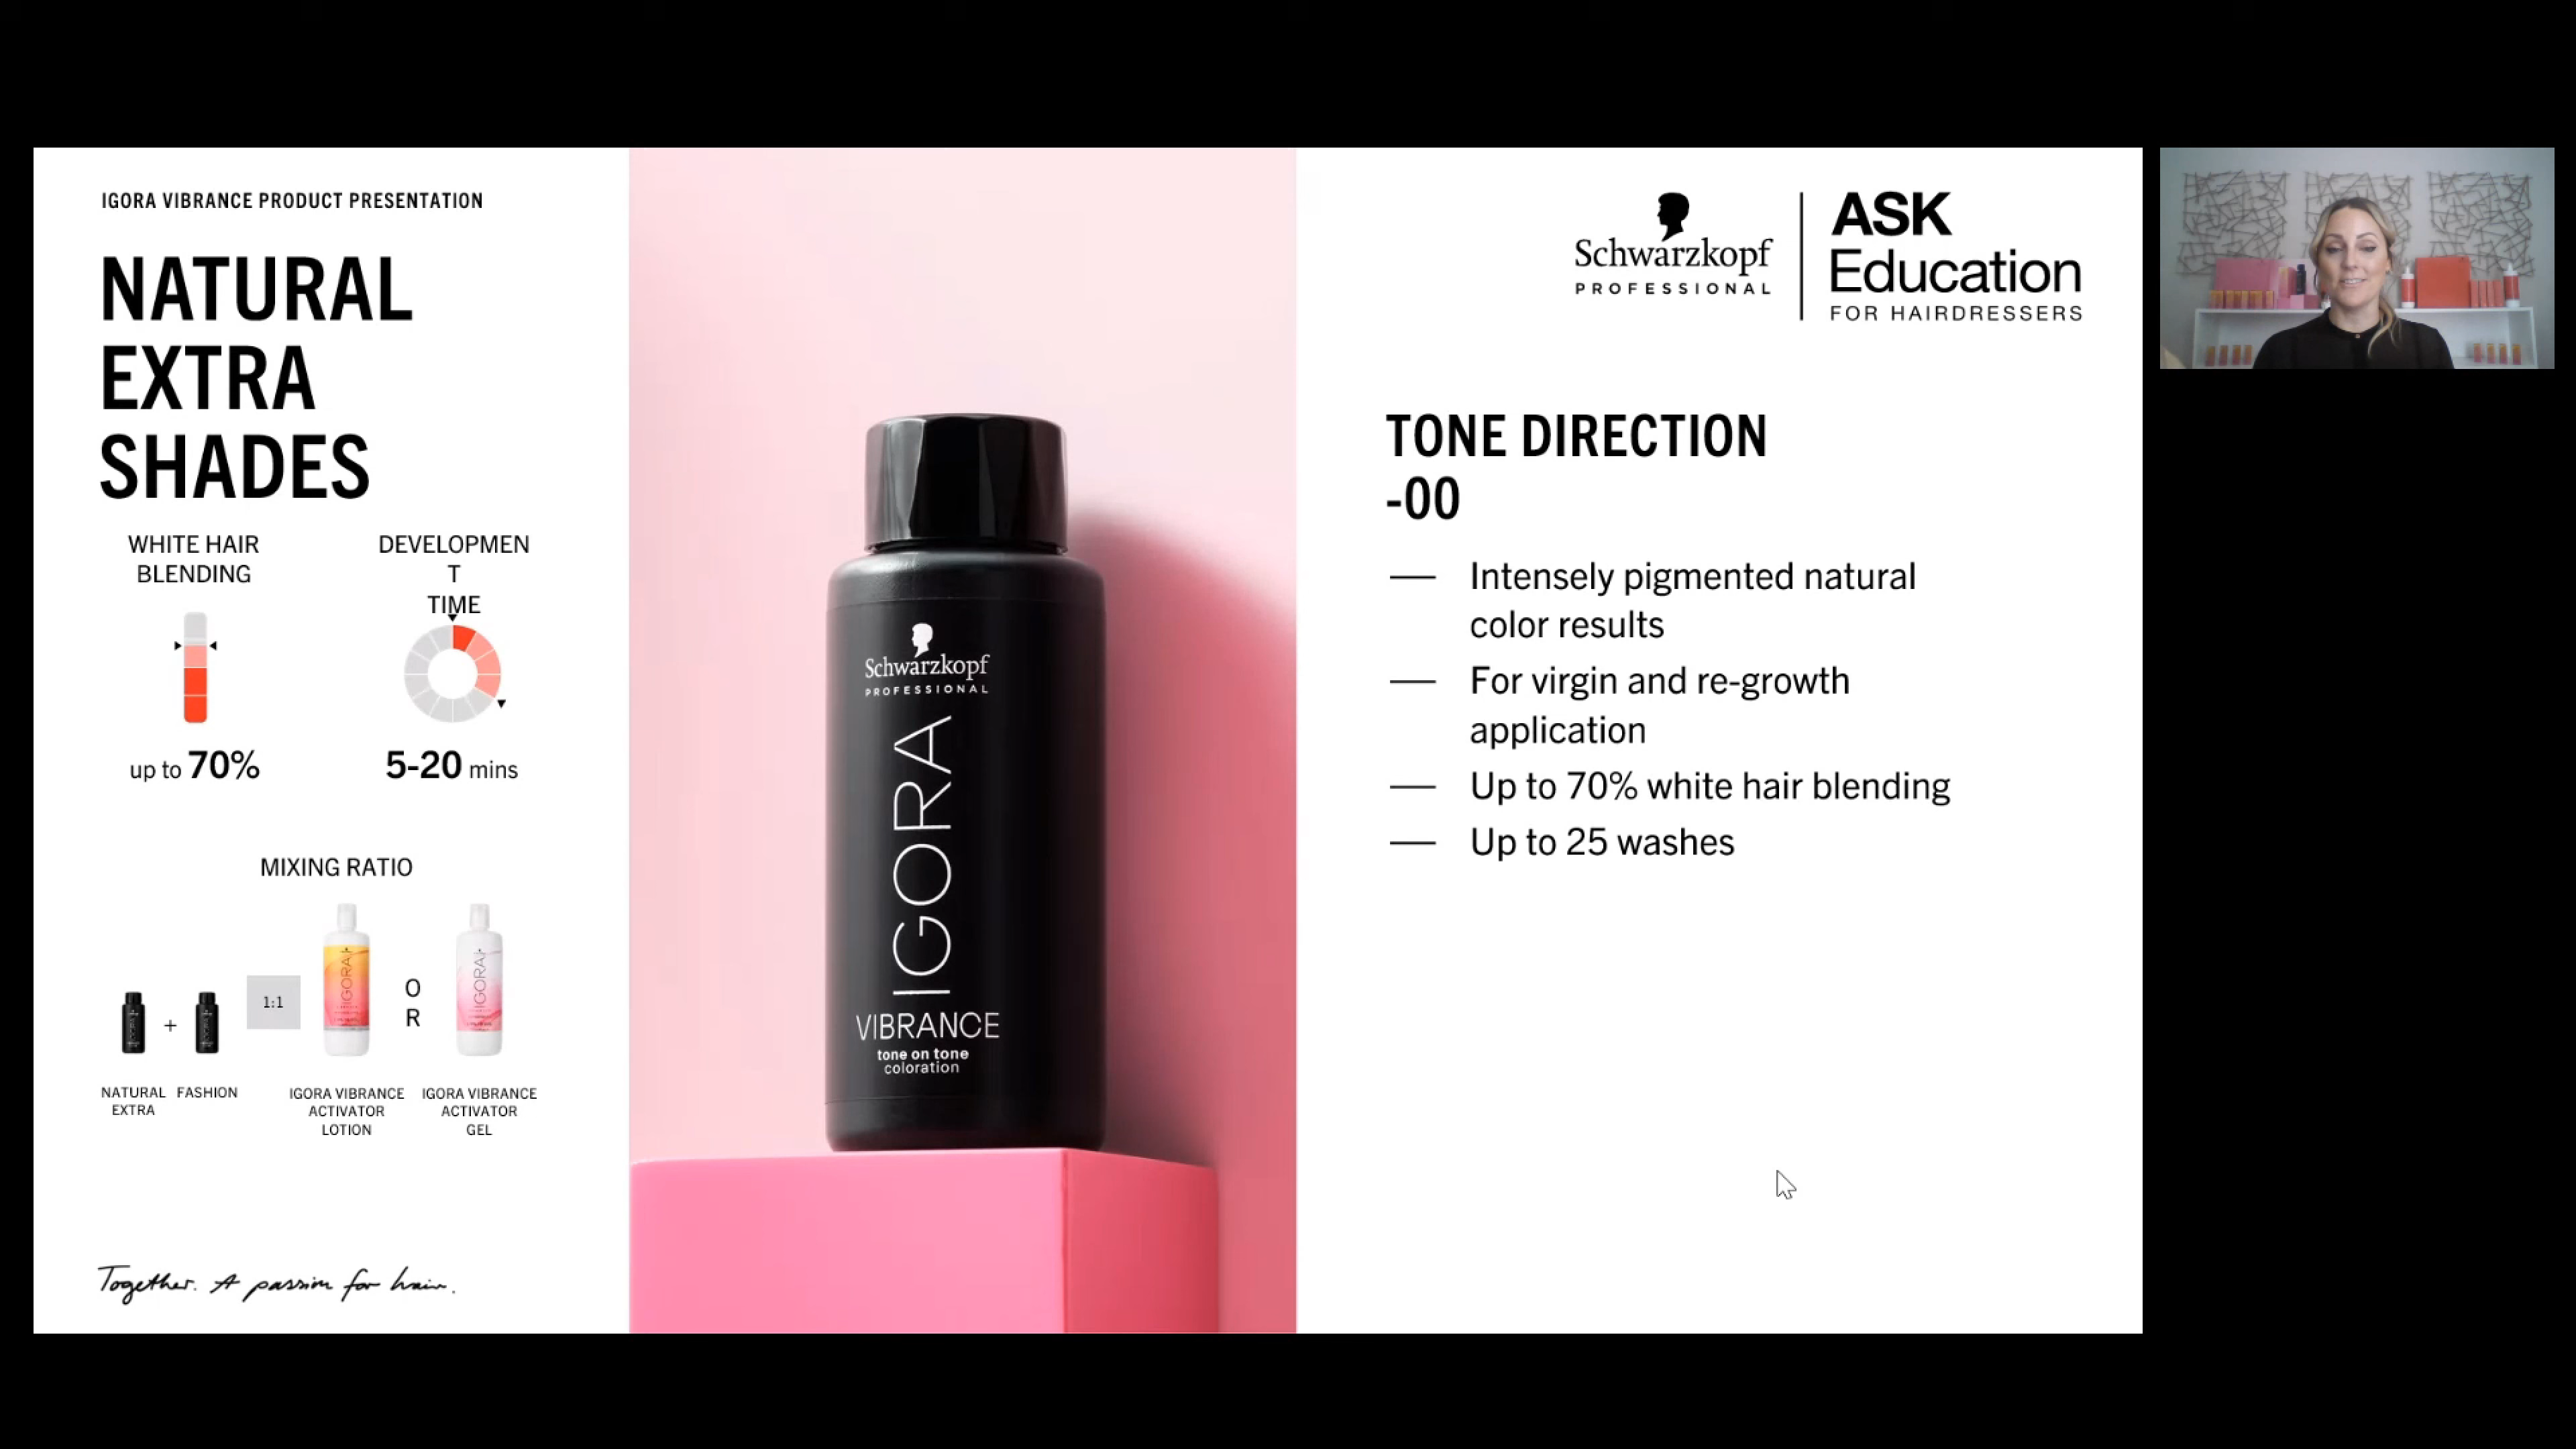 IGORA VIBRANCE PRODUCT PRESENTATION
NATURAL
EXTRA
SHADES
WHITE HAIR
BLENDING
up to 70%
DEVELOPMEN
T
TIME
5-20 mins
MIXING RATIO
+
1:1
IGORA
O
R
IGORA
NATURAL
EXTRA
FASHION
IGORA VIBRANCE
ACTIVATOR
LOTION
IGORA VIBRANCE
ACTIVATOR
GEL
Together. A passion for hair.
Schwarzkopf
PROFESSIONAL
IGORA
VIBRANCE
tone on tone
coloration
Schwarzkopf
PROFESSIONAL
ASK
Education
FOR HAIRDRESSERS
TONE DIRECTION
-00
— Intensely pigmented natural
color results
— For virgin and re-growth
application
— Up to 70% white hair blending
— Up to 25 washes